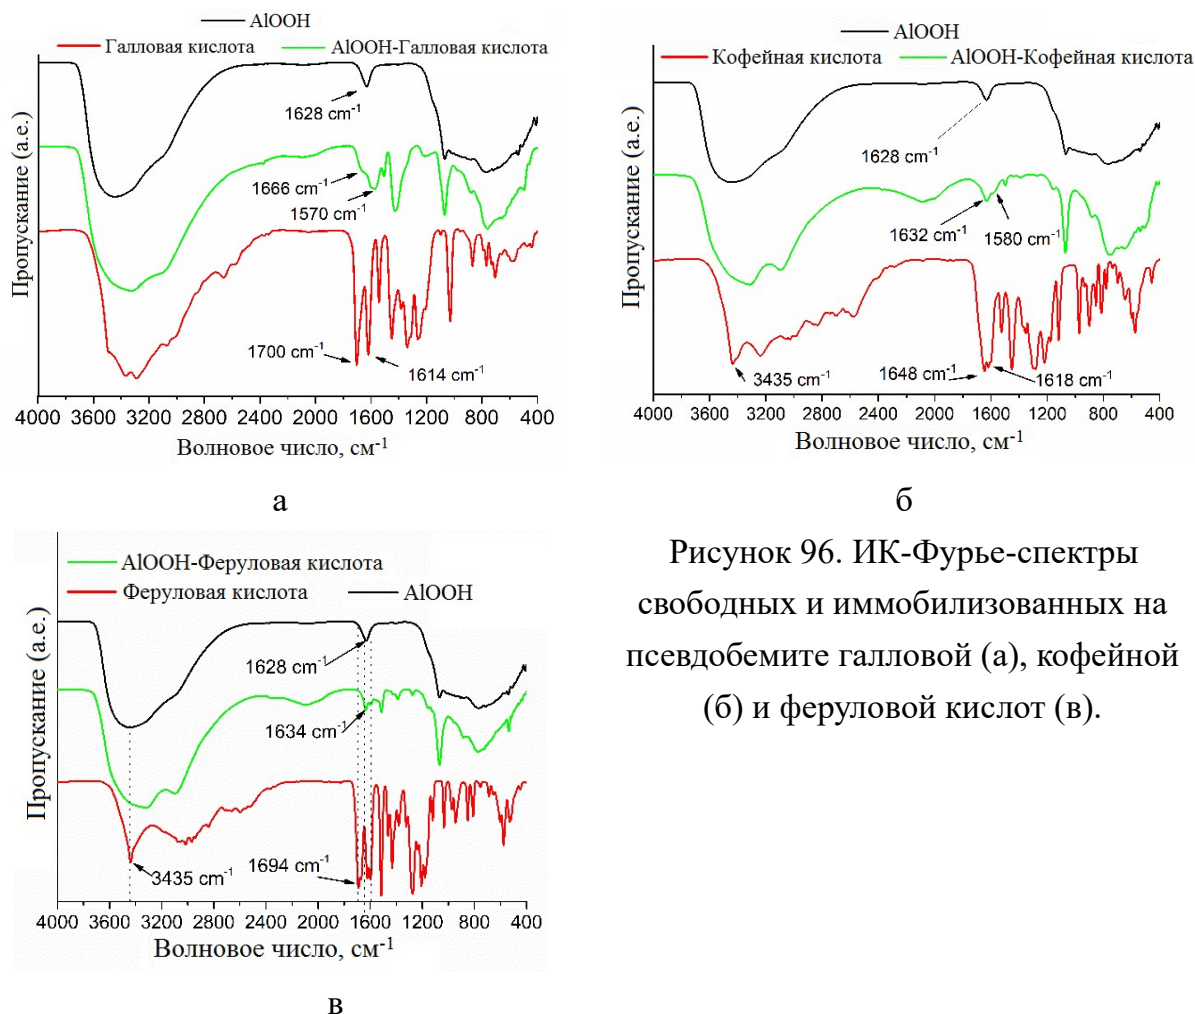 AlOOH
Галловая кислота AlOOH-Галловая кислота
1628 cm⁻¹
1666 cm⁻¹
1570 cm⁻¹
1700 cm⁻¹
1614 cm⁻¹
Пропускание (а.е.)
4000 3600 3200 2800 2400 2000 1600 1200 800 400
Волновое число, см⁻¹
а
AlOOH
Кофейная кислота AlOOH-Кофейная кислота
1628 cm⁻¹
1632 cm⁻¹
1580 cm⁻¹
3435 cm⁻¹
1648 cm⁻¹
1618 cm⁻¹
Пропускание (а.е.)
4000 3600 3200 2800 2400 2000 1600 1200 800 400
Волновое число, см⁻¹
б
AlOOH-Феруловая кислота
Феруловая кислота AlOOH
1628 cm⁻¹
1634 cm⁻¹
3435 cm⁻¹
1694 cm⁻¹
Пропускание (а.е.)
4000 3600 3200 2800 2400 2000 1600 1200 800 400
Волновое число, см⁻¹
в
Рисунок 96. ИК-Фурье-спектры
свободных и иммобилизованных на
псевдобемите галловой (а), кофейной
(б) и феруловой кислот (в).